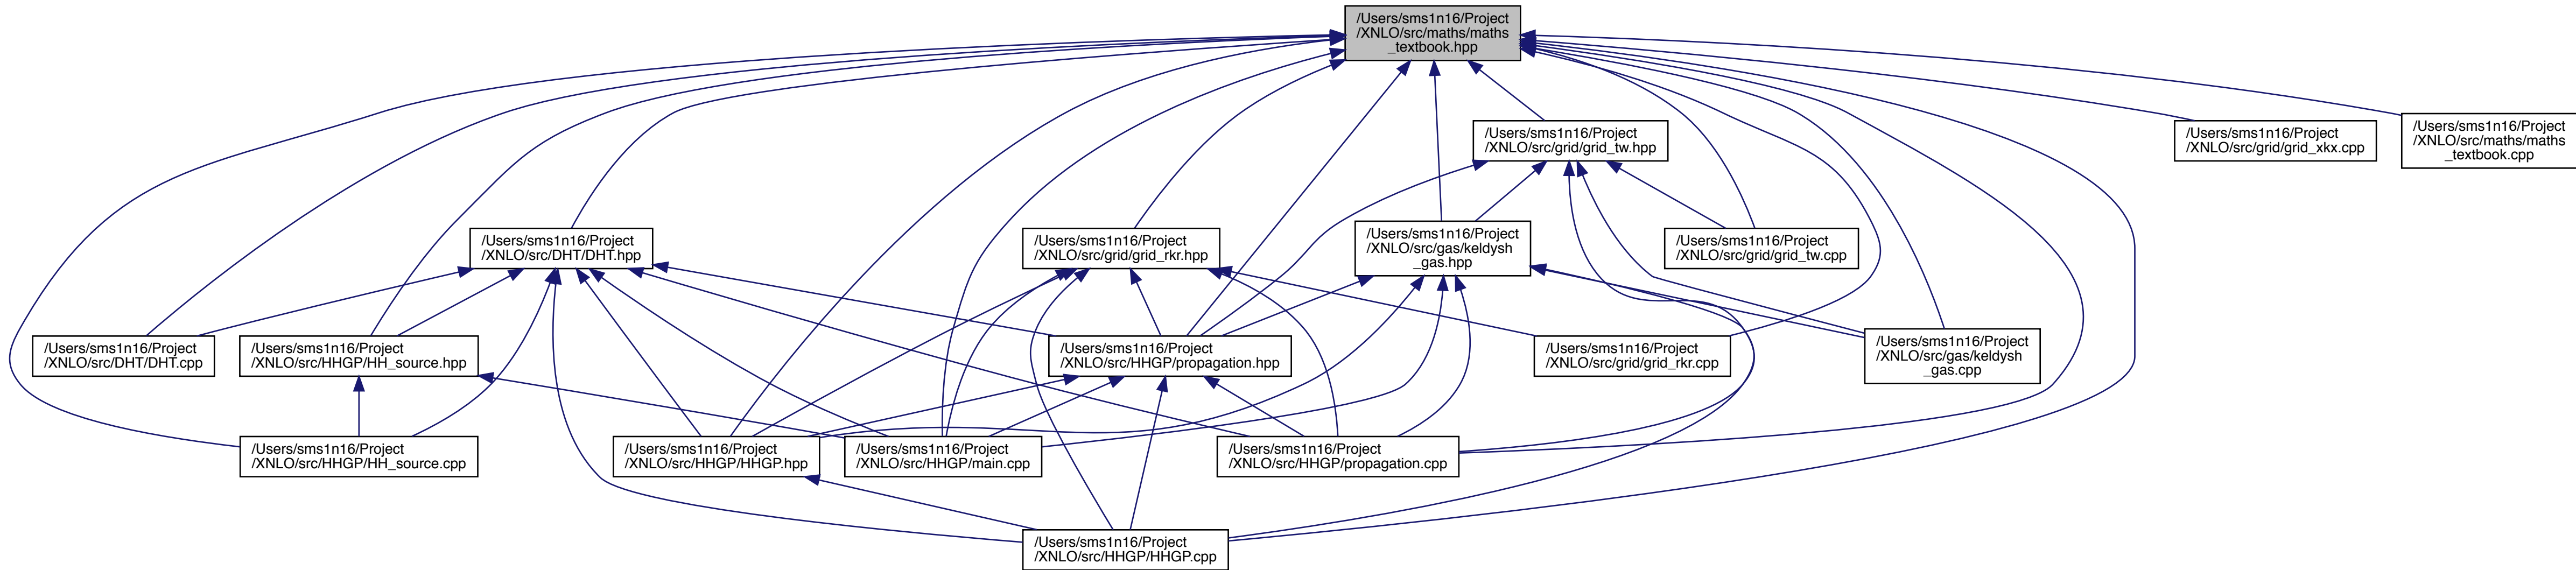 /Users/sms1n16/Project
/XNLO/src/maths/maths
_textbook.hpp
/Users/sms1n16/Project
/XNLO/src/grid/grid_tw.hpp
/Users/sms1n16/Project
/XNLO/src/grid/grid_xkx.cpp
/Users/sms1n16/Project
/XNLO/src/maths/maths
_textbook.cpp
/Users/sms1n16/Project
/XNLO/src/DHT/DHT.hpp
/Users/sms1n16/Project
/XNLO/src/grid/grid_rkr.hpp
/Users/sms1n16/Project
/XNLO/src/gas/keldysh
_gas.hpp
/Users/sms1n16/Project
/XNLO/src/grid/grid_tw.cpp
/Users/sms1n16/Project
/XNLO/src/DHT/DHT.cpp
/Users/sms1n16/Project
/XNLO/src/HHGP/HH_source.hpp
/Users/sms1n16/Project
/XNLO/src/HHGP/propagation.hpp
/Users/sms1n16/Project
/XNLO/src/grid/grid_rkr.cpp
/Users/sms1n16/Project
/XNLO/src/gas/keldysh
_gas.cpp
/Users/sms1n16/Project
/XNLO/src/HHGP/HH_source.cpp
/Users/sms1n16/Project
/XNLO/src/HHGP/HHGP.hpp
/Users/sms1n16/Project
/XNLO/src/HHGP/main.cpp
/Users/sms1n16/Project
/XNLO/src/HHGP/propagation.cpp
/Users/sms1n16/Project
/XNLO/src/HHGP/HHGP.cpp